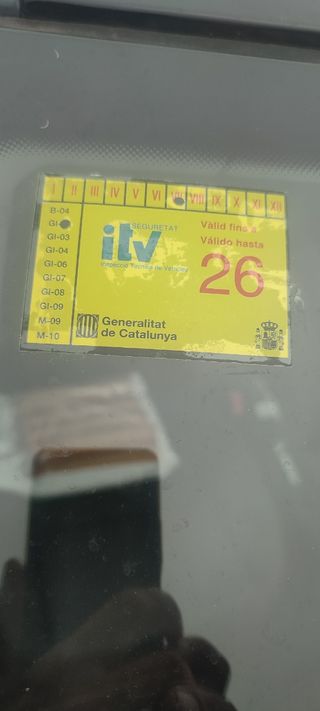 I II III IV V VI VII VIII IX X XI XII
B-04
GI-
GI-03
GI-04
GI-06
GI-07
GI-08
GI-09
M-09
M-10
SEGURETAT
itv
Inspecció Tècnica de Vehicles
Vàlid fins a
Válido hasta
26
Generalitat
de Catalunya